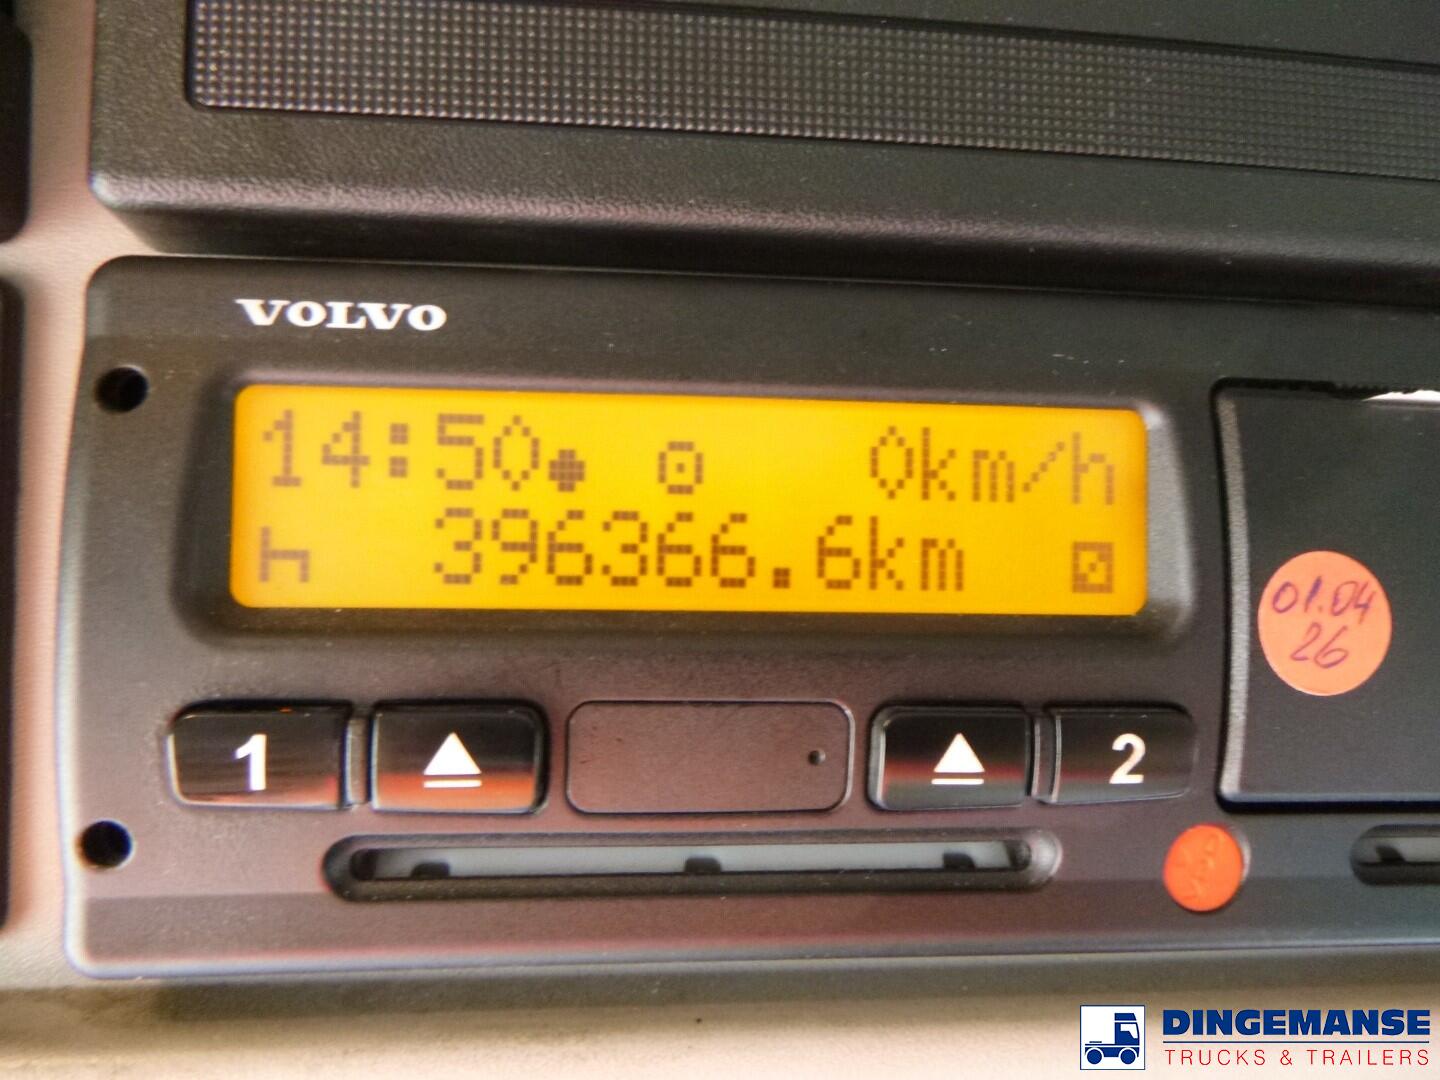 VOLVO
14:50 0km/h
h 396366.6km
01.04
26
1 2
DINGEMANSE
TRUCKS & TRAILERS